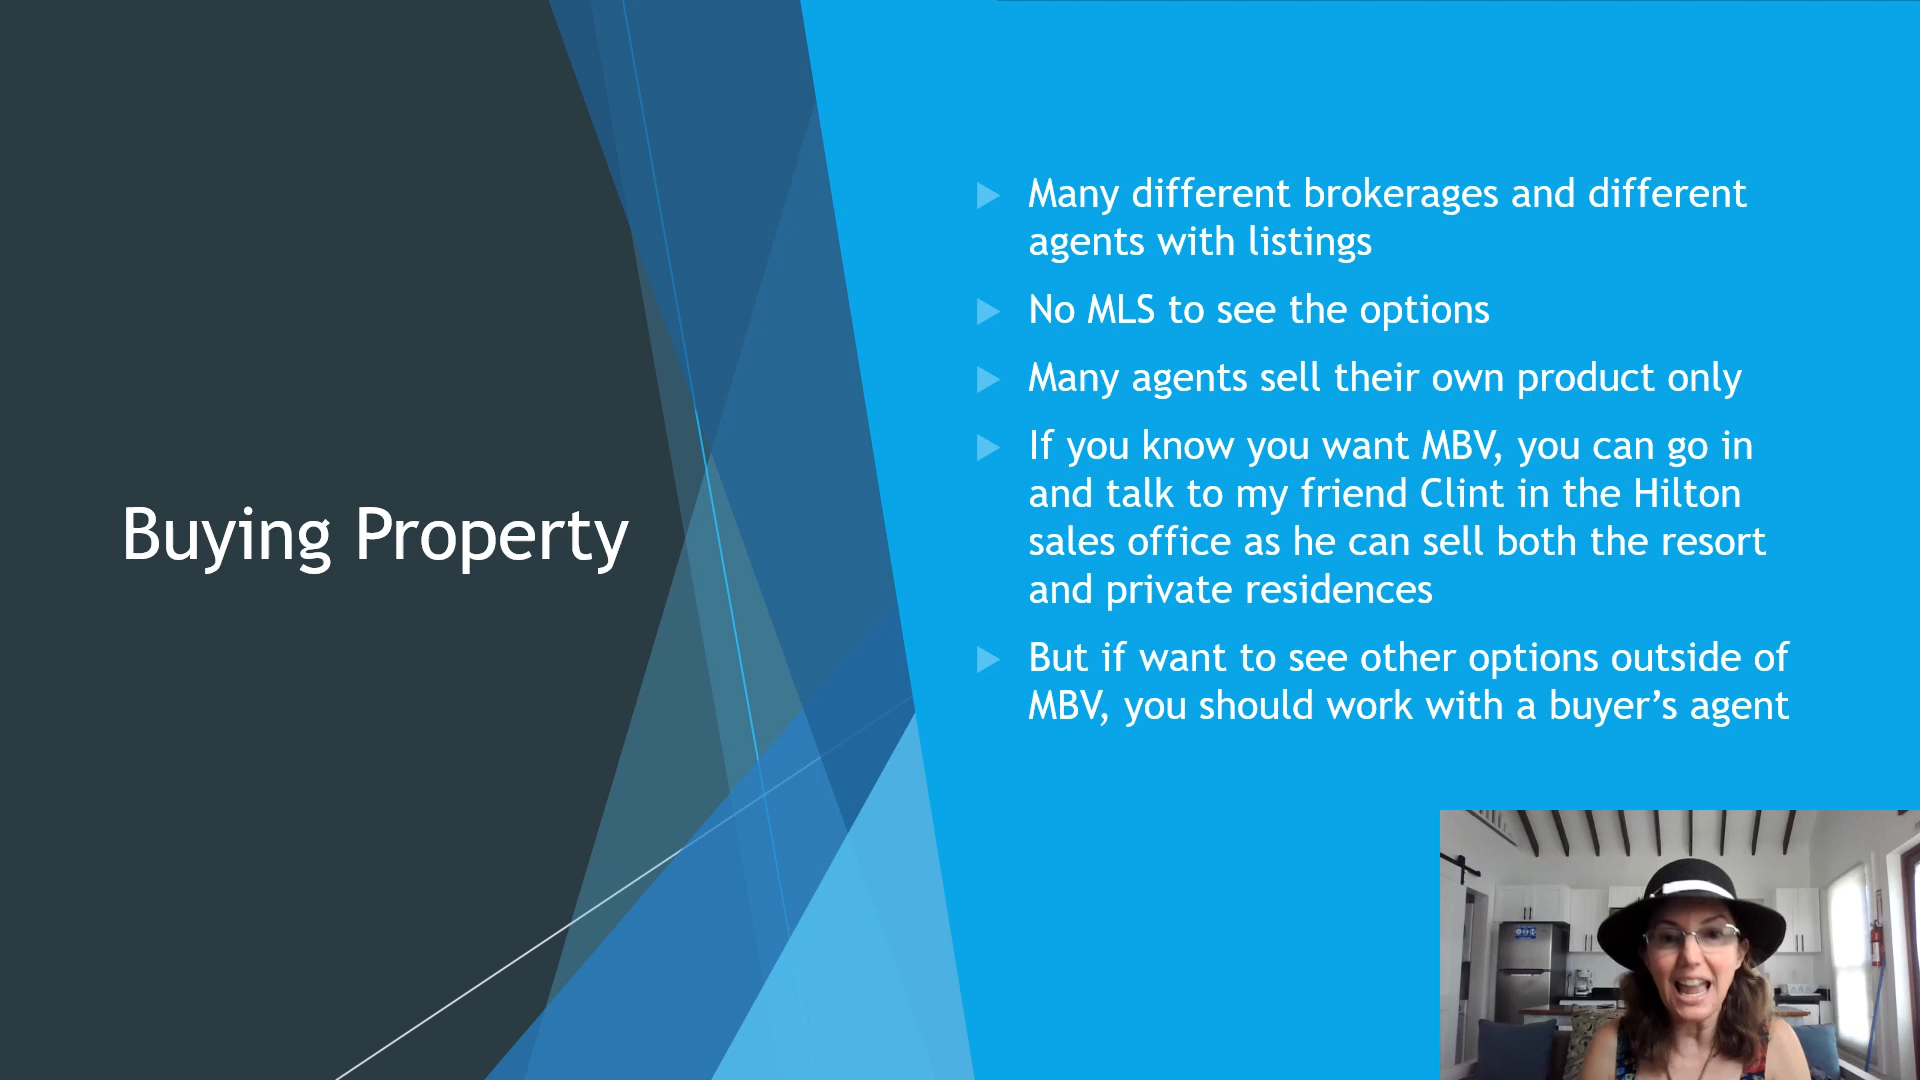 Buying Property
Many different brokerages and different
agents with listings
No MLS to see the options
Many agents sell their own product only
If you know you want MBV, you can go in
and talk to my friend Clint in the Hilton
sales office as he can sell both the resort
and private residences
But if want to see other options outside of
MBV, you should work with a buyer’s agent